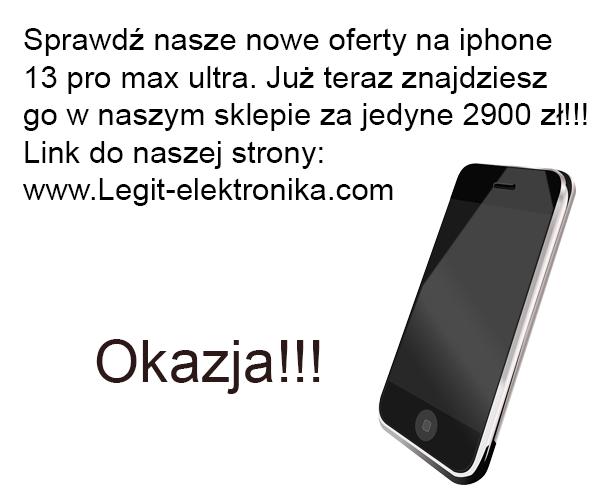 Sprawdź nasze nowe oferty na iphone
13 pro max ultra. Już teraz znajdziesz
go w naszym sklepie za jedyne 2900 zł!!!
Link do naszej strony:
www.Legit-elektronika.com
Okazja!!!